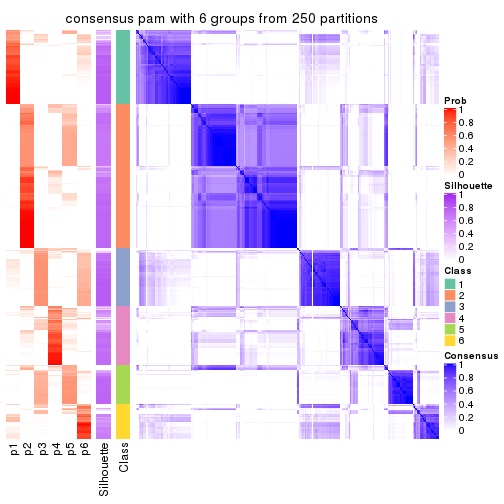 consensus pam with 6 groups from 250 partitions
Prob
1
0.8
0.6
0.4
0.2
0
Silhouette
1
0.8
0.6
0.4
0.2
0
Class
1
2
3
4
5
6
Consensus
1
0.8
0.6
0.4
0.2
0
p1
p2
p3
p4
p5
p6
Silhouette
Class